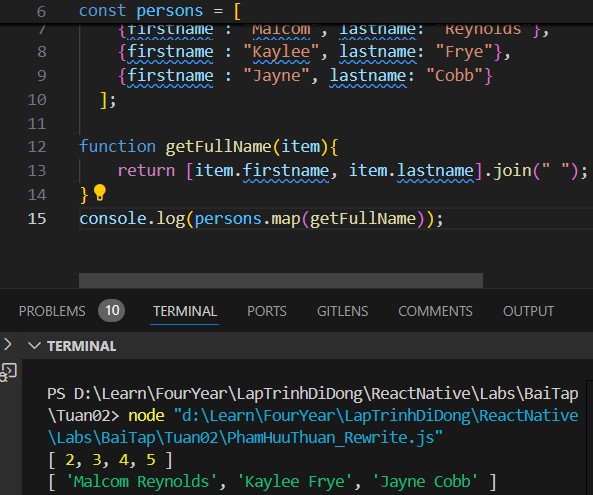 6 const persons = [
7 {firstname : "Malcom", lastname: "Reynolds"},
8 {firstname : "Kaylee", lastname: "Frye"},
9 {firstname : "Jayne", lastname: "Cobb"}
10 ];
11
12 function getFullName(item){
13 return [item.firstname, item.lastname].join(" ");
14 }
15 console.log(persons.map(getFullName));
PROBLEMS 10 TERMINAL PORTS GITLENS COMMENTS OUTPUT
TERMINAL
PS D:\Learn\FourYear\LapTrinhDiDong\ReactNative\Labs\BaiTap
\Tuan02> node "d:\Learn\FourYear\LapTrinhDiDong\ReactNative
\Labs\BaiTap\Tuan02\PhamHuuThuan_Rewrite.js"
[ 2, 3, 4, 5 ]
[ 'Malcom Reynolds', 'Kaylee Frye', 'Jayne Cobb' ]